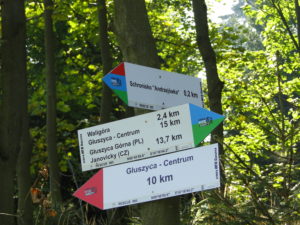 Schronisko "Andrzejówka" 0,2 km
Waligóra 2,4 km
Głuszyca - Centrum 15 km
Głuszyca Górna (PL)
Janovičky (CZ) 13,7 km
Głuszyca - Centrum
10 km